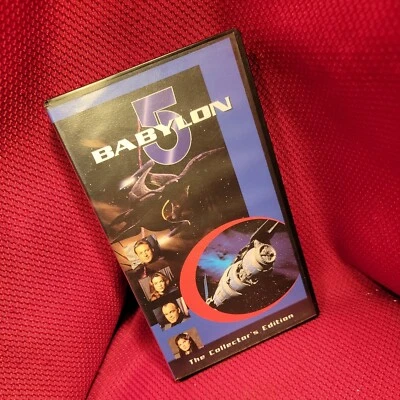 BABYLON
5
The Collector's Edition